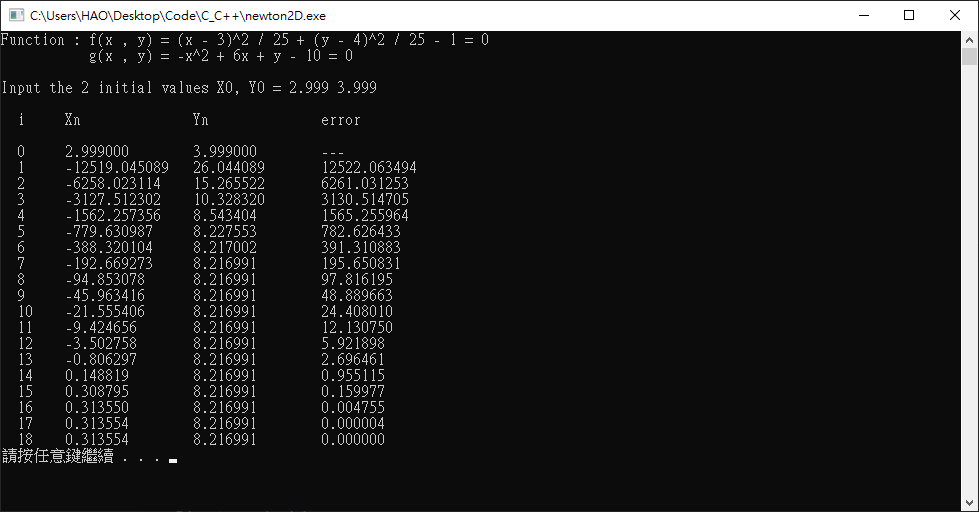 C:\Users\HAO\Desktop\Code\C_C++\newton2D.exe
Function : f(x , y) = (x - 3)^2 / 25 + (y - 4)^2 / 25 - 1 = 0
g(x , y) = -x^2 + 6x + y - 10 = 0
Input the 2 initial values X0, Y0 = 2.999 3.999
i Xn Yn error
0 2.999000 3.999000 ---
1 -12519.045089 26.044089 12522.063494
2 -6258.023114 15.265522 6261.031253
3 -3127.512302 10.328320 3130.514705
4 -1562.257356 8.543404 1565.255964
5 -779.630987 8.227553 782.626433
6 -388.320104 8.217002 391.310883
7 -192.669273 8.216991 195.650831
8 -94.853078 8.216991 97.816195
9 -45.963416 8.216991 48.889663
10 -21.555406 8.216991 24.408010
11 -9.424656 8.216991 12.130750
12 -3.502758 8.216991 5.921898
13 -0.806297 8.216991 2.696461
14 0.148819 8.216991 0.955115
15 0.308795 8.216991 0.159977
16 0.313550 8.216991 0.004755
17 0.313554 8.216991 0.000004
18 0.313554 8.216991 0.000000
請按任意鍵繼續 . . .